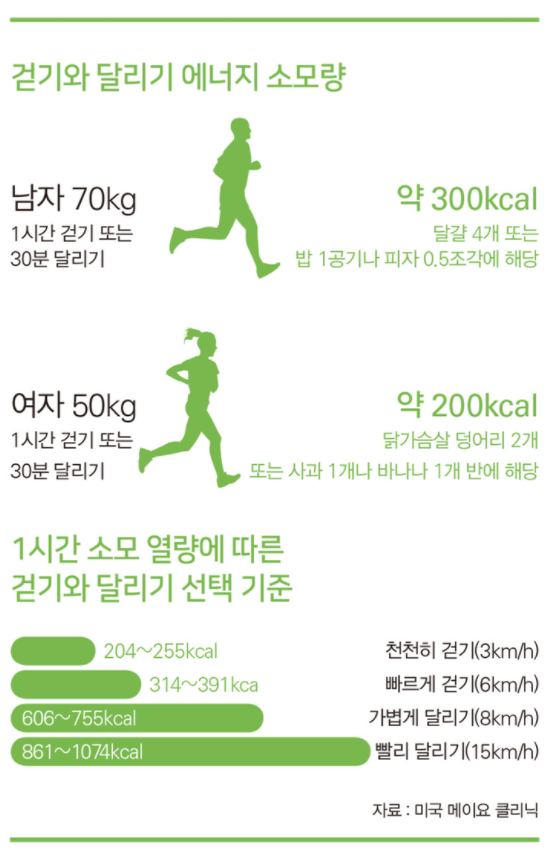 걷기와 달리기 에너지 소모량
남자 70kg
1시간 걷기 또는
30분 달리기
약 300kcal
달걀 4개 또는
밥 1공기나 피자 0.5조각에 해당
여자 50kg
1시간 걷기 또는
30분 달리기
약 200kcal
닭가슴살 덩어리 2개
또는 사과 1개나 바나나 1개 반에 해당
1시간 소모 열량에 따른
걷기와 달리기 선택 기준
204~255kcal 천천히 걷기(3km/h)
314~391kca 빠르게 걷기(6km/h)
606~755kcal 가볍게 달리기(8km/h)
861~1074kcal 빨리 달리기(15km/h)
자료 : 미국 메이요 클리닉